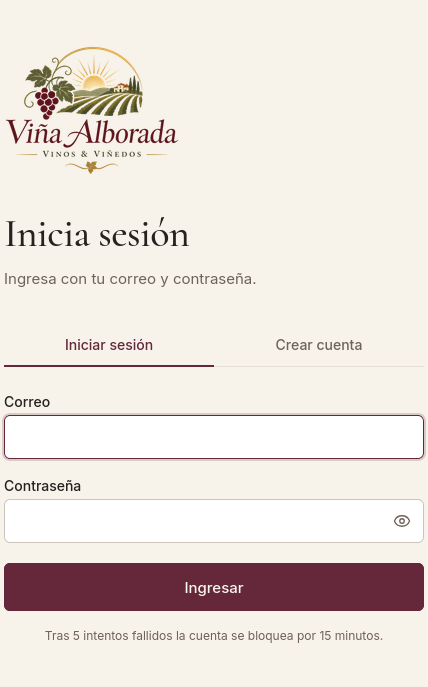 Viña Alborada
VINOS & VIÑEDOS
Inicia sesión
Ingresa con tu correo y contraseña.
Iniciar sesión
Crear cuenta
Correo
Contraseña
Ingresar
Tras 5 intentos fallidos la cuenta se bloquea por 15 minutos.